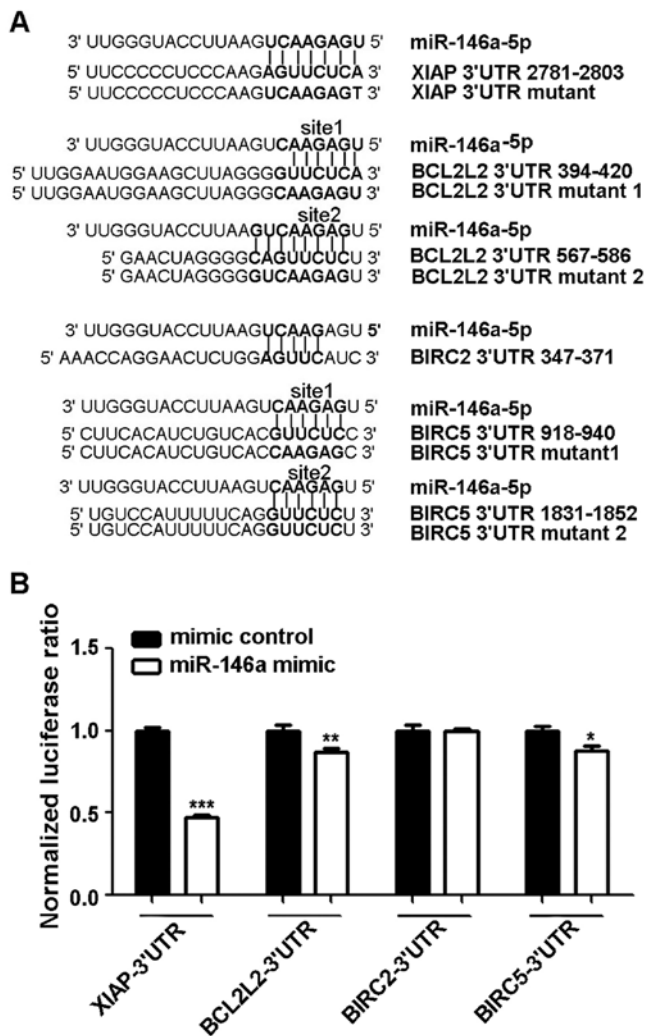 A
3' UUGGGUACCUUAAGUCAAGAGU 5' miR-146a-5p
5' UUCCCCCUCCCAAGAGUUCUCA 3' XIAP 3'UTR 2781-2803
5' UUCCCCCUCCCAAGUCAAGAGT 3' XIAP 3'UTR mutant
site1
3' UUGGGUACCUUAAGUCAAGAGU 5' miR-146a-5p
5' UUGGAAUGGAAGCUUAGGGGUUCUCA 3' BCL2L2 3'UTR 394-420
5' UUGGAAUGGAAGCUUAGGGCAAGAGU 3' BCL2L2 3'UTR mutant 1
site2
3' UUGGGUACCUUAAGUCAAGAGU 5' miR-146a-5p
5' GAACUAGGGGCAGUUCUCU 3' BCL2L2 3'UTR 567-586
5' GAACUAGGGGGUCAAGAGU 3' BCL2L2 3'UTR mutant 2
3' UUGGGUACCUUAAGUCAAGAGU 5' miR-146a-5p
5' AAACCAGGAACUCUGGAGUUCAUC 3' BIRC2 3'UTR 347-371
site1
3' UUGGGUACCUUAAGUCAAGAGU 5' miR-146a-5p
5' CUUCACAUCUGUCACGUUCUCC 3' BIRC5 3'UTR 918-940
5' CUUCACAUCUGUCACCAAGAGC 3' BIRC5 3'UTR mutant1
site2
3' UUGGGUACCUUAAGUCAAGAGU 5' miR-146a-5p
5' UGUCCAUUUUUCAGGUUCUCU 3' BIRC5 3'UTR 1831-1852
5' UGUCCAUUUUUCAGGUUCUCU 3' BIRC5 3'UTR mutant 2
B
mimic control
miR-146a mimic
Normalized luciferase ratio
1.5
1.0
0.5
0.0
***
**
*
XIAP-3'UTR
BCL2L2-3'UTR
BIRC2-3'UTR
BIRC5-3'UTR